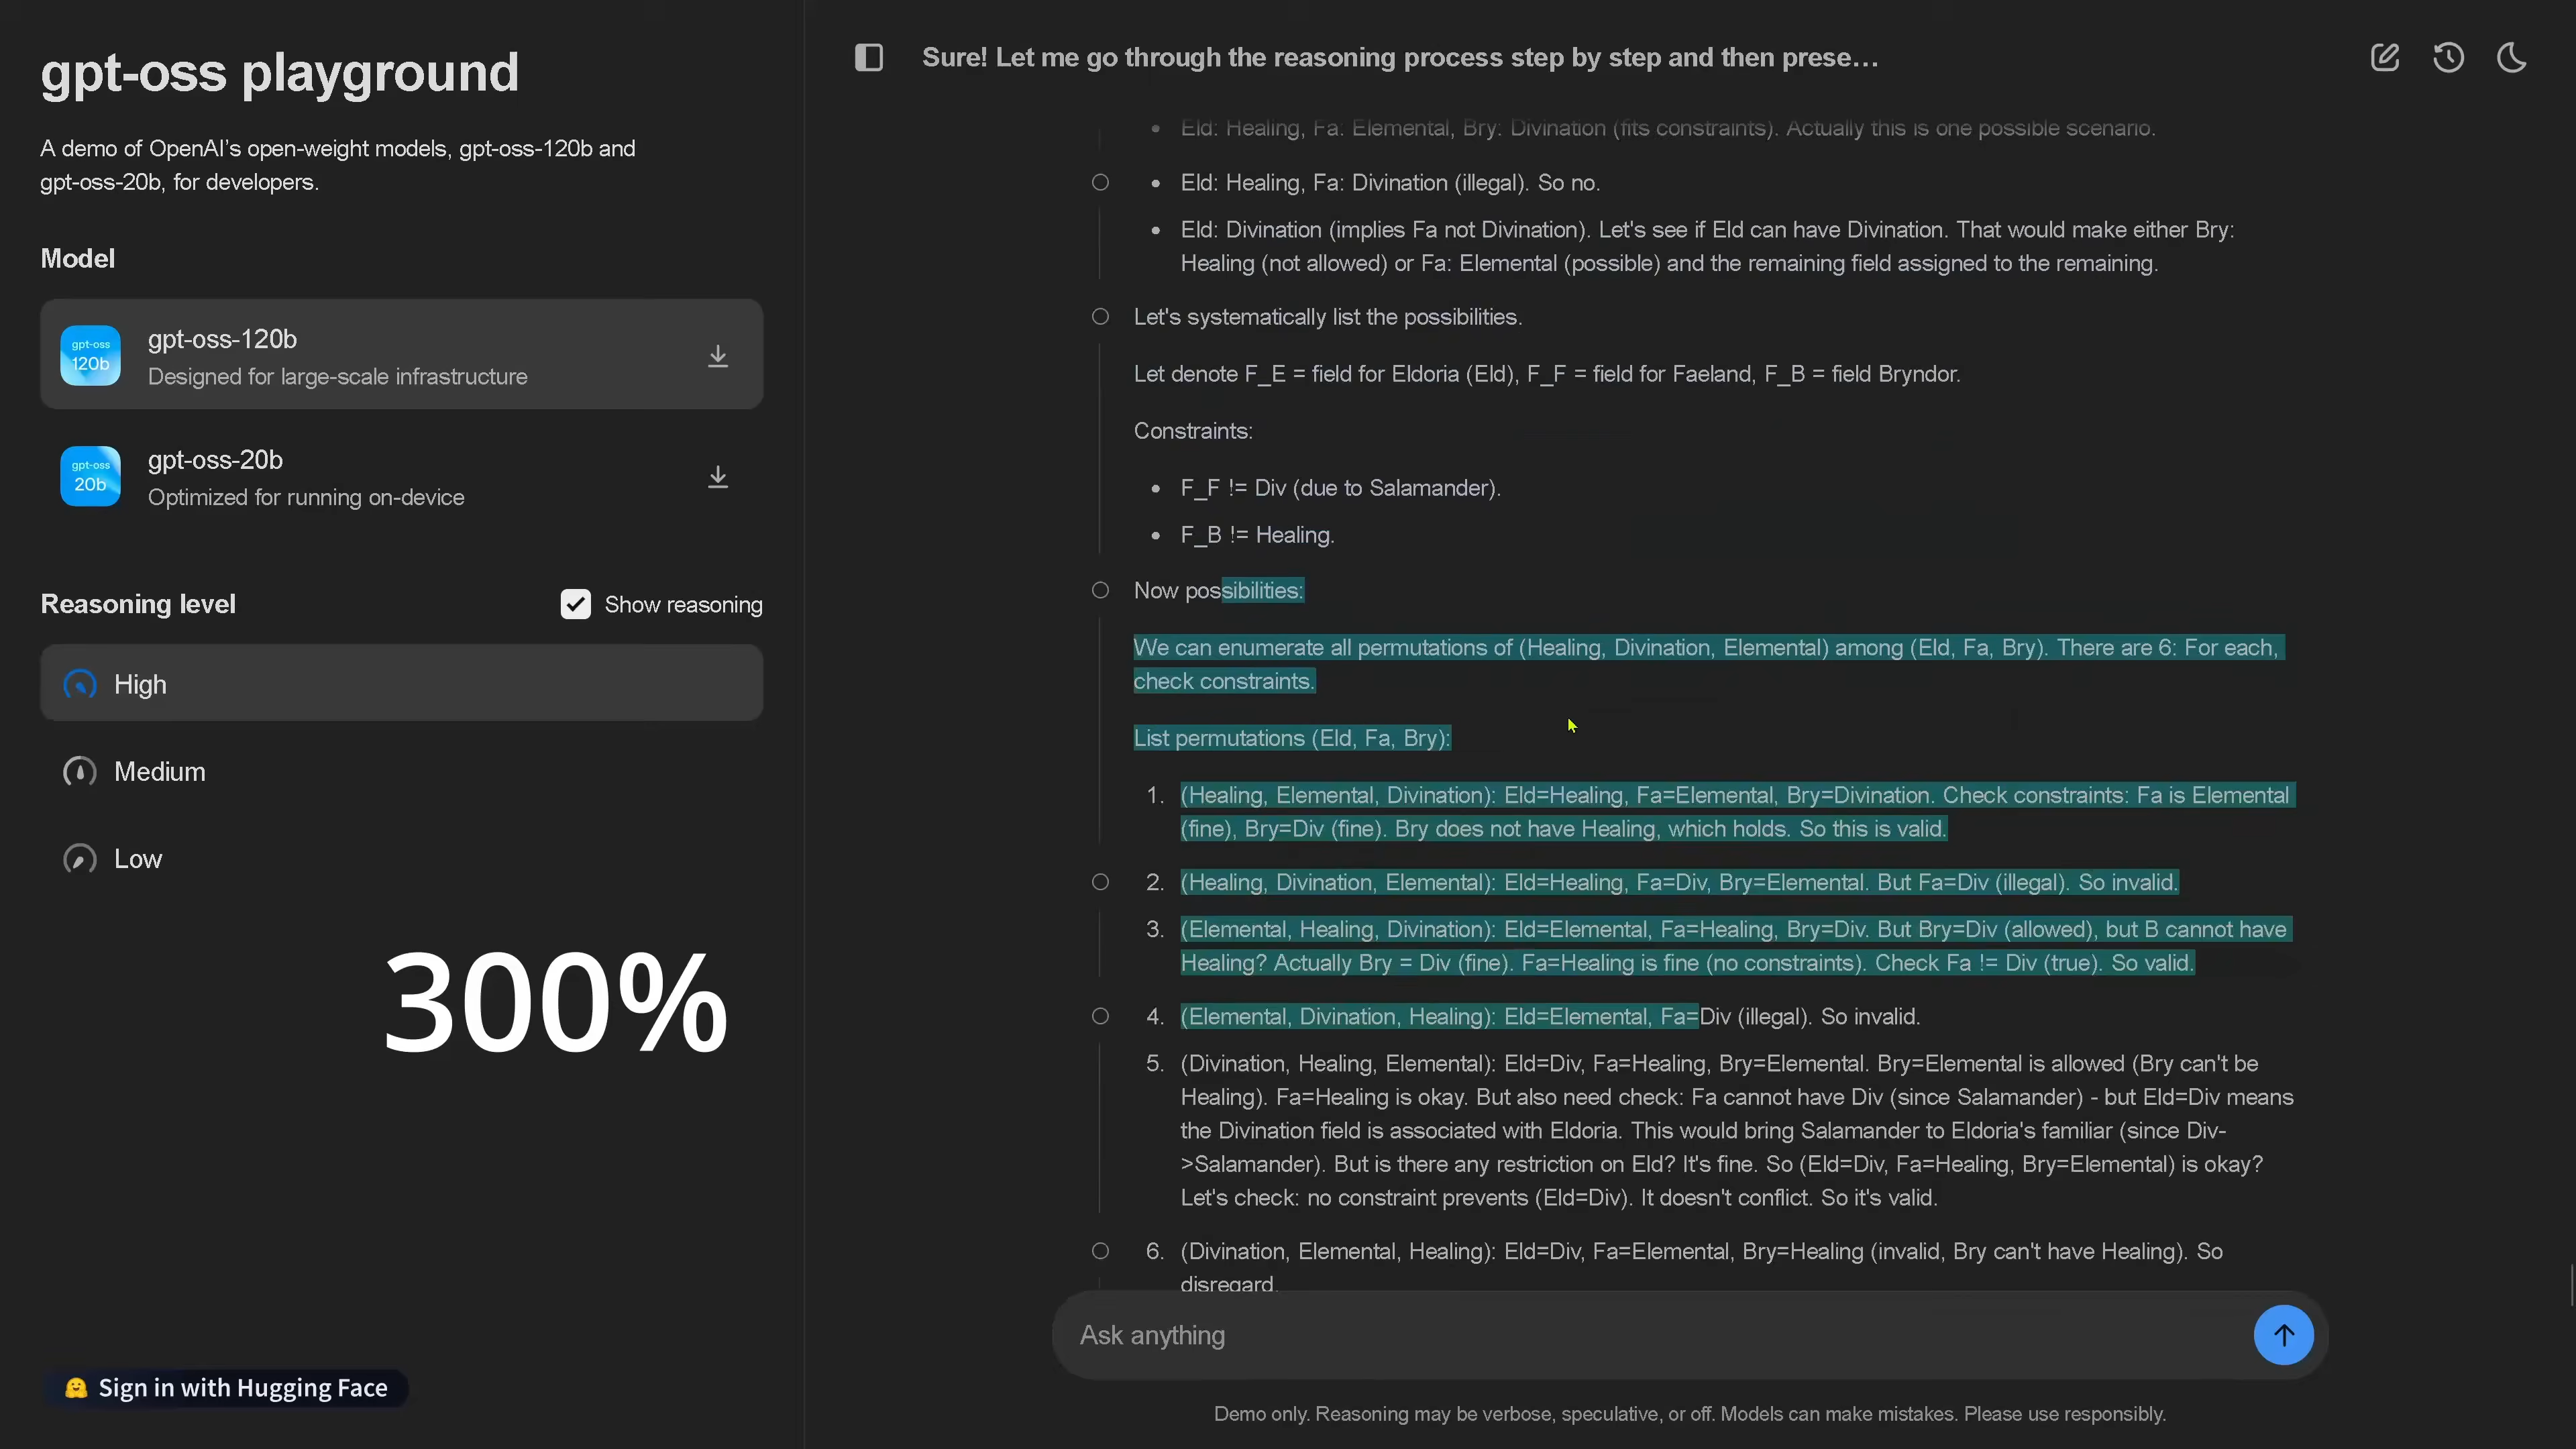 gpt-oss playground
A demo of OpenAI's open-weight models, gpt-oss-120b and
gpt-oss-20b, for developers.
Model
gpt-oss
120b
gpt-oss-120b
Designed for large-scale infrastructure
gpt-oss
20b
gpt-oss-20b
Optimized for running on-device
Reasoning level
Show reasoning
High
Medium
Low
300%
Sign in with Hugging Face
Sure! Let me go through the reasoning process step by step and then prese…
• Eld: Healing, Fa: Elemental, Bry: Divination (fits constraints). Actually this is one possible scenario.
• Eld: Healing, Fa: Divination (illegal). So no.
• Eld: Divination (implies Fa not Divination). Let's see if Eld can have Divination. That would make either Bry:
Healing (not allowed) or Fa: Elemental (possible) and the remaining field assigned to the remaining.
Let's systematically list the possibilities.
Let denote F_E = field for Eldoria (Eld), F_F = field for Faeland, F_B = field Bryndor.
Constraints:
• F_F != Div (due to Salamander).
• F_B != Healing.
Now possibilities:
We can enumerate all permutations of (Healing, Divination, Elemental) among (Eld, Fa, Bry). There are 6: For each,
check constraints.
List permutations (Eld, Fa, Bry):
1. (Healing, Elemental, Divination): Eld=Healing, Fa=Elemental, Bry=Divination. Check constraints: Fa is Elemental
(fine), Bry=Div (fine). Bry does not have Healing, which holds. So this is valid.
2. (Healing, Divination, Elemental): Eld=Healing, Fa=Div, Bry=Elemental. But Fa=Div (illegal). So invalid.
3. (Elemental, Healing, Divination): Eld=Elemental, Fa=Healing, Bry=Div. But Bry=Div (allowed), but B cannot have
Healing? Actually Bry = Div (fine). Fa=Healing is fine (no constraints). Check Fa != Div (true). So valid.
4. (Elemental, Divination, Healing): Eld=Elemental, Fa=Div (illegal). So invalid.
5. (Divination, Healing, Elemental): Eld=Div, Fa=Healing, Bry=Elemental. Bry=Elemental is allowed (Bry can't be
Healing). Fa=Healing is okay. But also need check: Fa cannot have Div (since Salamander) - but Eld=Div means
the Divination field is associated with Eldoria. This would bring Salamander to Eldoria's familiar (since Div-
>Salamander). But is there any restriction on Eld? It's fine. So (Eld=Div, Fa=Healing, Bry=Elemental) is okay?
Let's check: no constraint prevents (Eld=Div). It doesn't conflict. So it's valid.
6. (Divination, Elemental, Healing): Eld=Div, Fa=Elemental, Bry=Healing (invalid, Bry can't have Healing). So
disregard.
Ask anything
Demo only. Reasoning may be verbose, speculative, or off. Models can make mistakes. Please use responsibly.